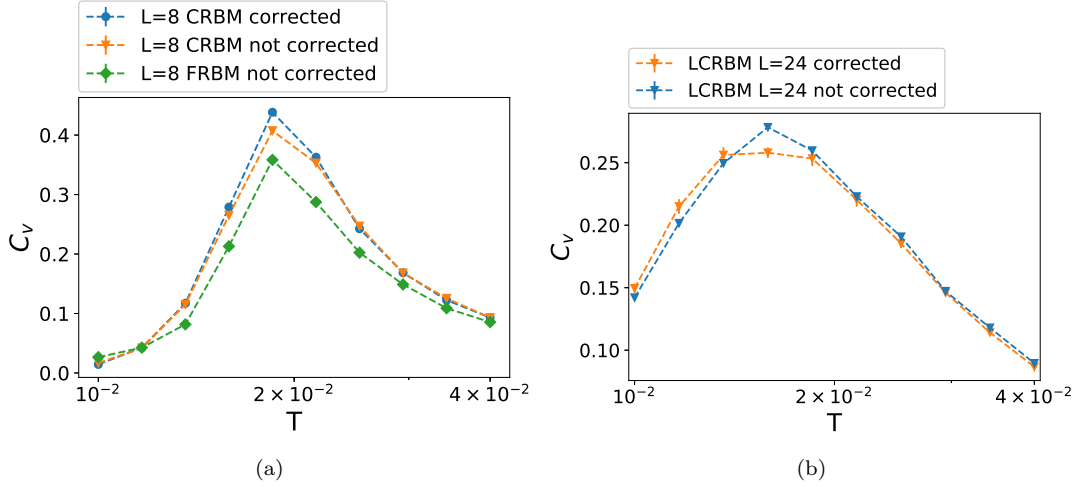 L=8 CRBM corrected
L=8 CRBM not corrected
L=8 FRBM not corrected
0.4
0.3
0.2
0.1
0.0
C_v
10^{-2}
2 × 10^{-2}
4 × 10^{-2}
T
(a)
LCRBM L=24 corrected
LCRBM L=24 not corrected
0.25
0.20
0.15
0.10
C_v
10^{-2}
2 × 10^{-2}
4 × 10^{-2}
T
(b)